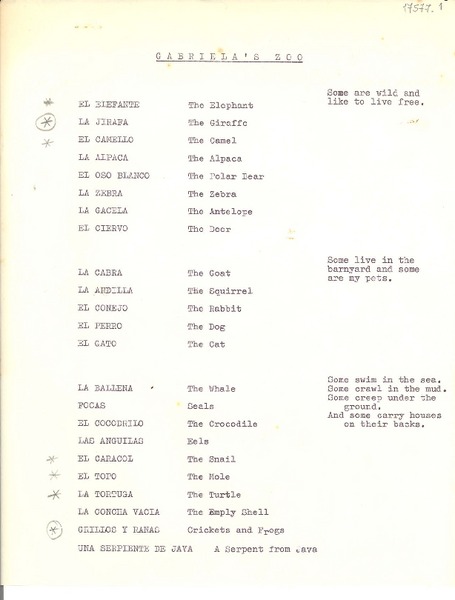 17577.1
GABRIELA'S ZOO
Some are wild and
like to live free.
* EL ELEFANTE The Elephant
* LA JIRAFA The Giraffe
* EL CAMELLO The Camel
LA ALPACA The Alpaca
EL OSO BLANCO The Polar Bear
LA ZEBRA The Zebra
LA GACELA The Antelope
EL CIERVO The Deer
Some live in the
barnyard and some
are my pets.
LA CABRA The Goat
LA ARDILLA The Squirrel
EL CONEJO The Rabbit
EL PERRO The Dog
EL GATO The Cat
Some swim in the sea.
Some crawl in the mud.
Some creep under the
ground.
And some carry houses
on their backs.
LA BALLENA The Whale
FOCAS Seals
EL COCODRILO The Crocodile
LAS ANGUILAS Eels
* EL CARACOL The Snail
* EL TOPO The Mole
* LA TORTUGA The Turtle
LA CONCHA VACIA The Empty Shell
* GRILLOS Y RANAS Crickets and Frogs
UNA SERPIENTE DE JAVA A Serpent from Java